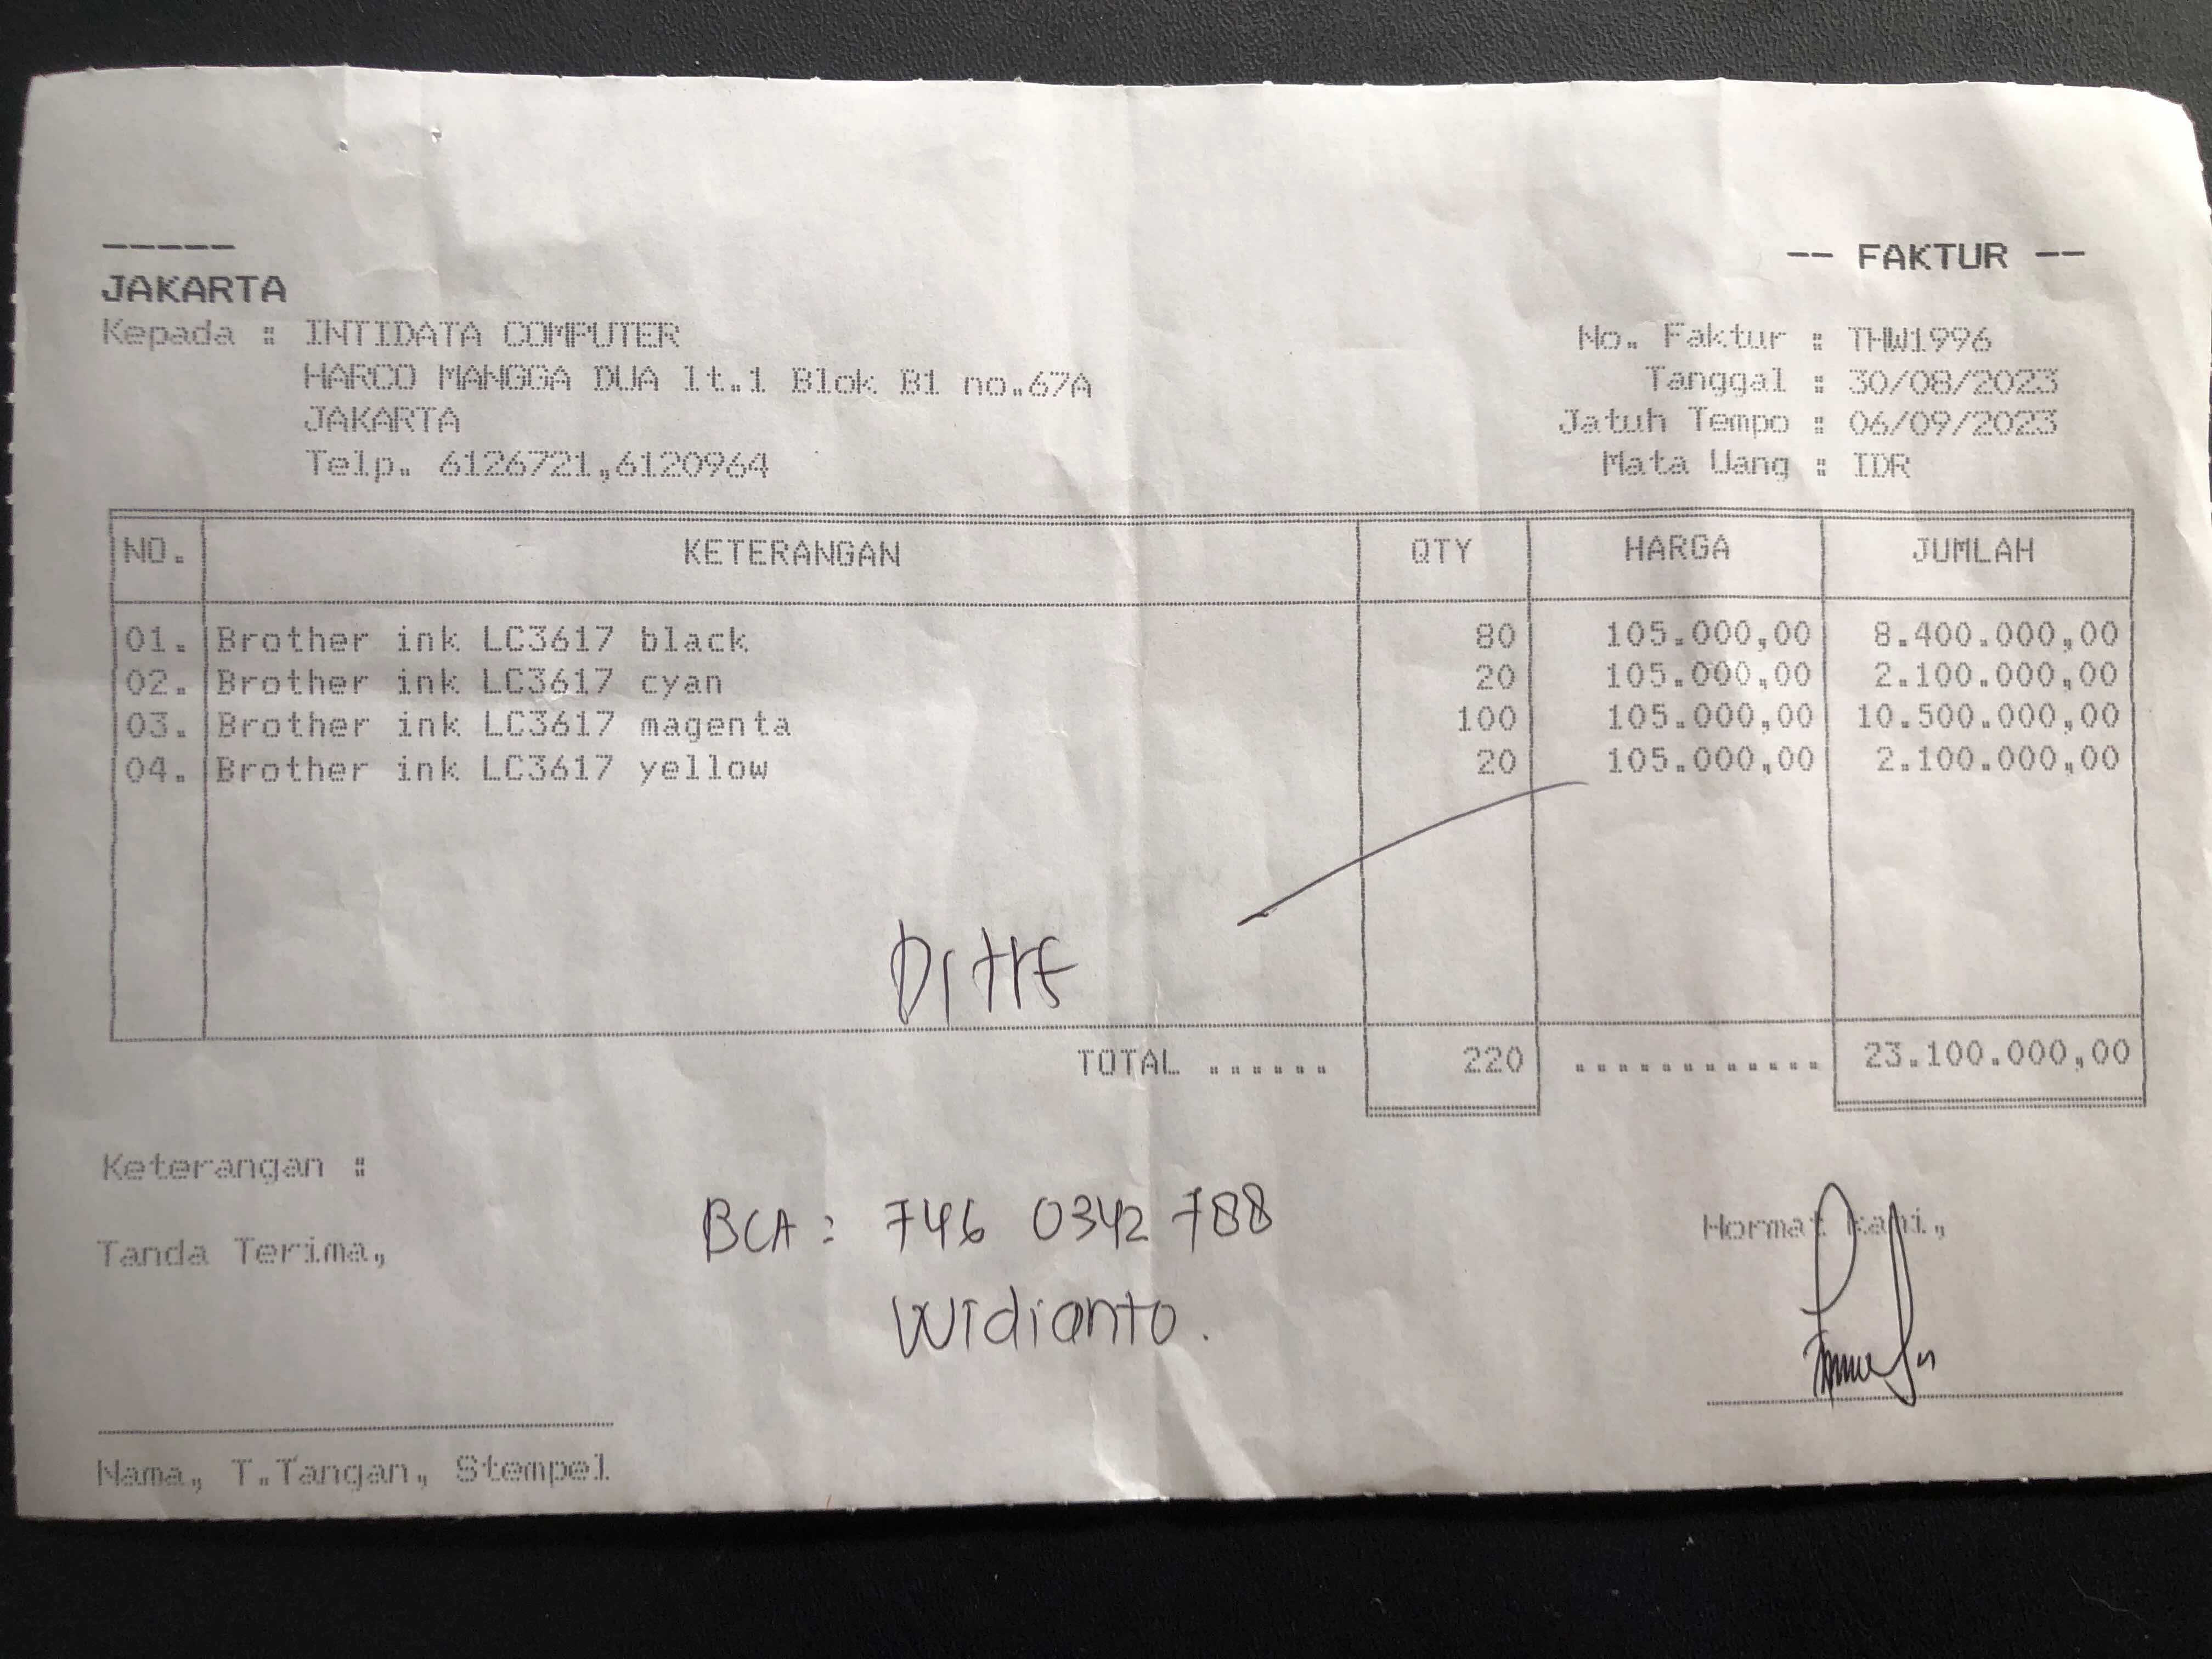 -----
-- FAKTUR --
JAKARTA
Kepada : INTIDATA COMPUTER
HARCO MANGGA DUA lt.1 Blok B1 no.67A
JAKARTA
Telp. 6126721,6120964
No. Faktur : THW1996
Tanggal : 30/08/2023
Jatuh Tempo : 06/09/2023
Mata Uang : IDR
NO. KETERANGAN QTY HARGA JUMLAH
01. Brother ink LC3617 black 80 105.000,00 8.400.000,00
02. Brother ink LC3617 cyan 20 105.000,00 2.100.000,00
03. Brother ink LC3617 magenta 100 105.000,00 10.500.000,00
04. Brother ink LC3617 yellow 20 105.000,00 2.100.000,00
TOTAL ...... 220 ............ 23.100.000,00
Keterangan :
BCA : 746 0342 788
Widianto.
Tanda Terima,
Hormat Kami,
Nama, T.Tangan, Stempel